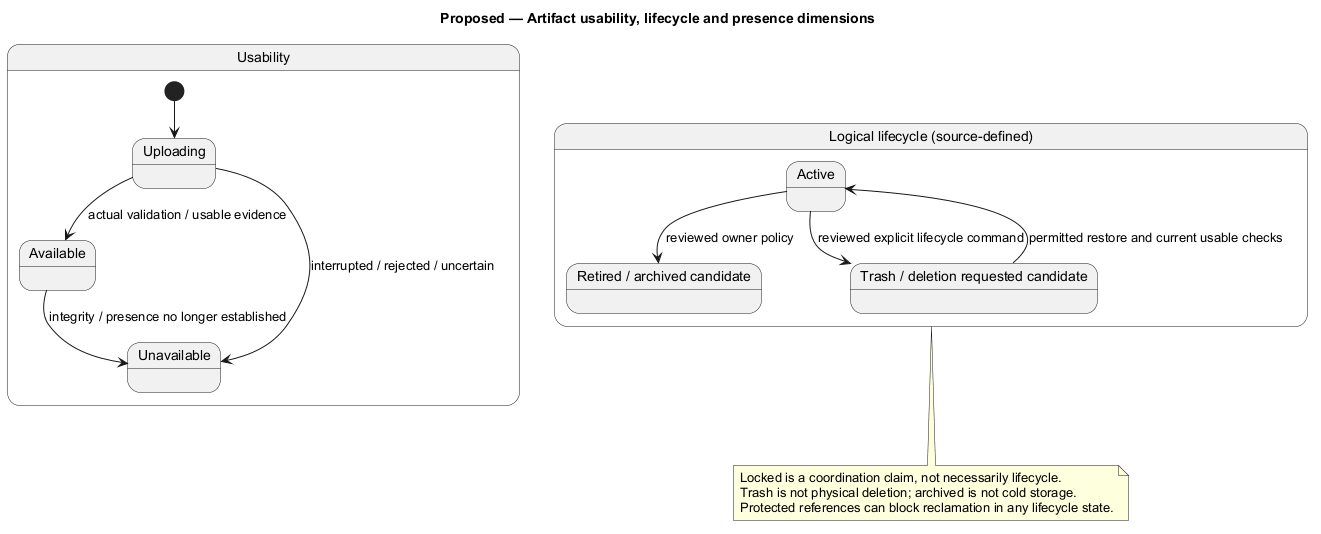 Proposed — Artifact usability, lifecycle and presence dimensions
Usability
Uploading
actual validation / usable evidence
Available
interrupted / rejected / uncertain
integrity / presence no longer established
Unavailable
Logical lifecycle (source-defined)
Active
reviewed owner policy
reviewed explicit lifecycle command
permitted restore and current usable checks
Retired / archived candidate
Trash / deletion requested candidate
Locked is a coordination claim, not necessarily lifecycle.
Trash is not physical deletion; archived is not cold storage.
Protected references can block reclamation in any lifecycle state.